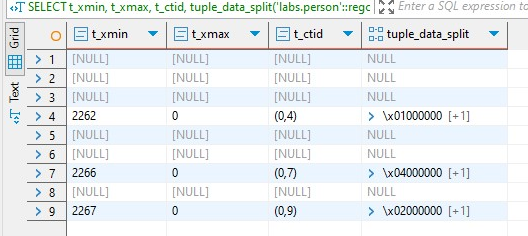 SELECT t_xmin, t_xmax, t_ctid, tuple_data_split('labs.person'::regc Enter a SQL expression to
t_xmin t_xmax t_ctid tuple_data_split
1 [NULL] [NULL] [NULL] NULL
2 [NULL] [NULL] [NULL] NULL
3 [NULL] [NULL] [NULL] NULL
4 2262 0 (0,4) \x01000000 [+1]
5 [NULL] [NULL] [NULL] NULL
6 [NULL] [NULL] [NULL] NULL
7 2266 0 (0,7) \x04000000 [+1]
8 [NULL] [NULL] [NULL] NULL
9 2267 0 (0,9) \x02000000 [+1]
Grid
Text